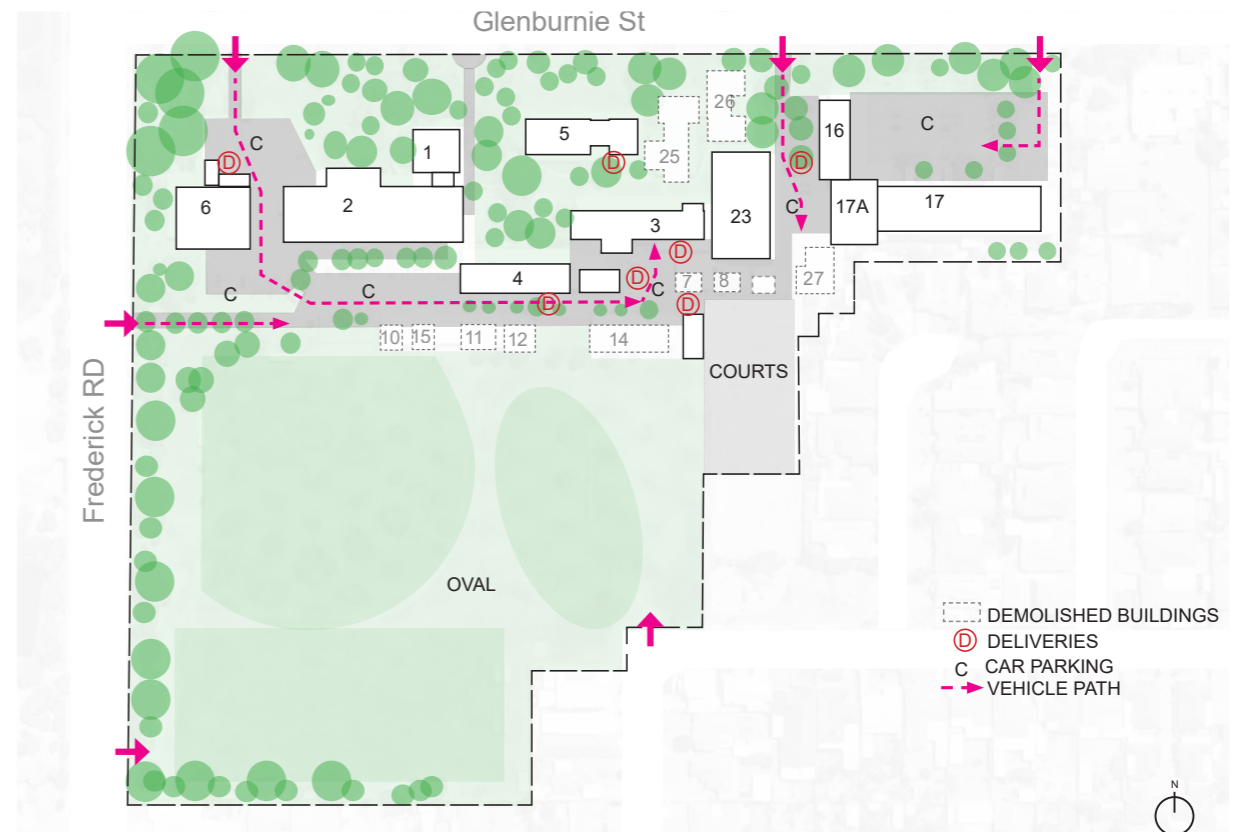 Glenburnie St
26
C
16
C
5
1
25
D
D
D
6
2
17A
17
C
23
3
D
4
D
C
7
8
27
C
C
D
D
10
15
11
12
14
COURTS
Frederick RD
OVAL
DEMOLISHED BUILDINGS
D DELIVERIES
C CAR PARKING
VEHICLE PATH
N